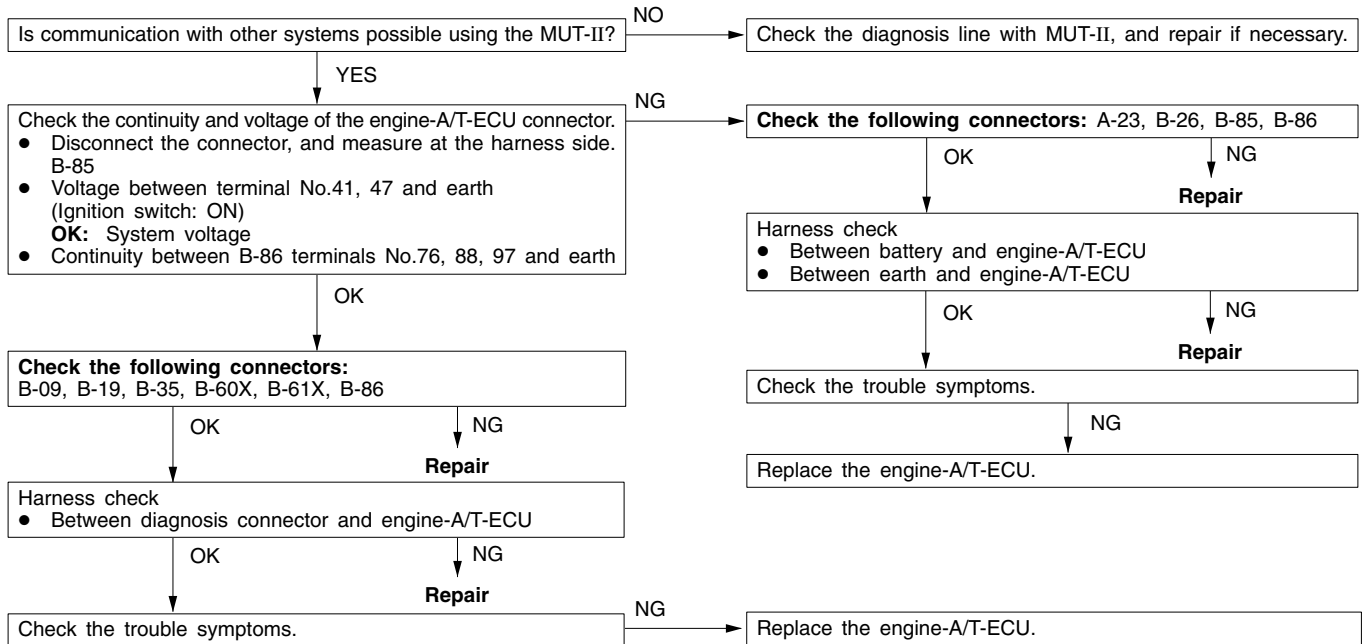 Is communication with other systems possible using the MUT-II?
NO
Check the diagnosis line with MUT-II, and repair if necessary.
YES
Check the continuity and voltage of the engine-A/T-ECU connector.
● Disconnect the connector, and measure at the harness side.
B-85
● Voltage between terminal No.41, 47 and earth
(Ignition switch: ON)
OK: System voltage
● Continuity between B-86 terminals No.76, 88, 97 and earth
NG
Check the following connectors: A-23, B-26, B-85, B-86
OK
NG
Repair
Harness check
● Between battery and engine-A/T-ECU
● Between earth and engine-A/T-ECU
OK
NG
Repair
Check the trouble symptoms.
NG
Replace the engine-A/T-ECU.
OK
Check the following connectors:
B-09, B-19, B-35, B-60X, B-61X, B-86
OK
NG
Repair
Harness check
● Between diagnosis connector and engine-A/T-ECU
OK
NG
Repair
Check the trouble symptoms.
NG
Replace the engine-A/T-ECU.